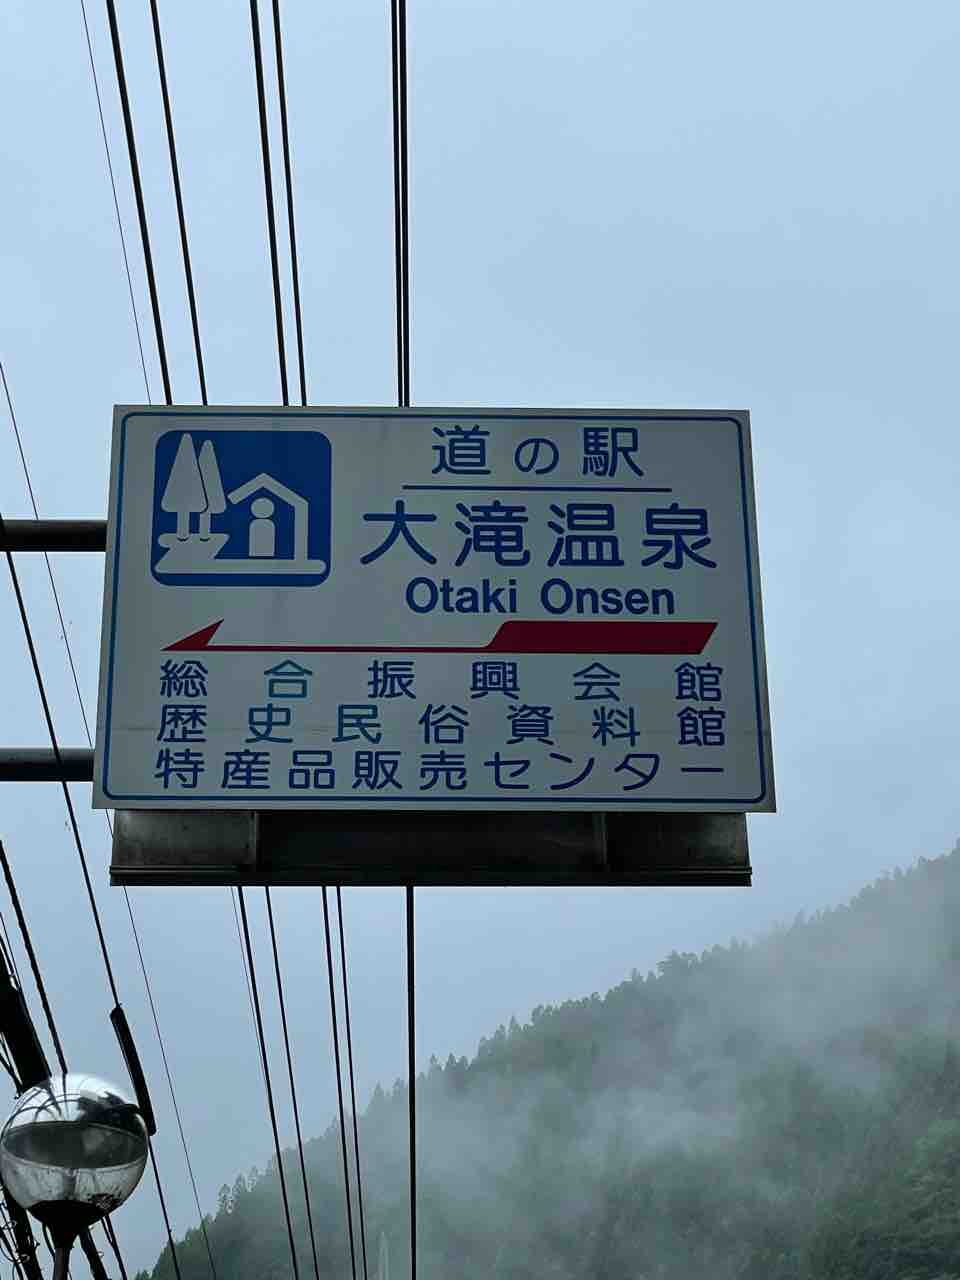 道の駅
大滝温泉
Otaki Onsen
総合振興会館
歴史民俗資料館
特産品販売センター